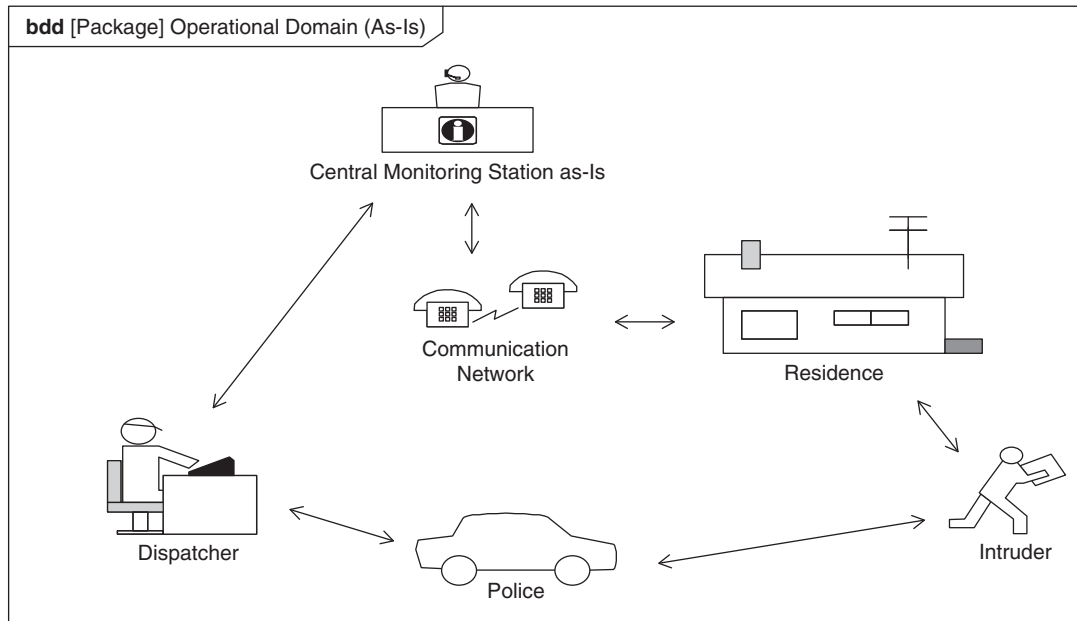 bdd [Package] Operational Domain (As-Is)
Central Monitoring Station as-Is
Communication
Network
Residence
Dispatcher
Police
Intruder